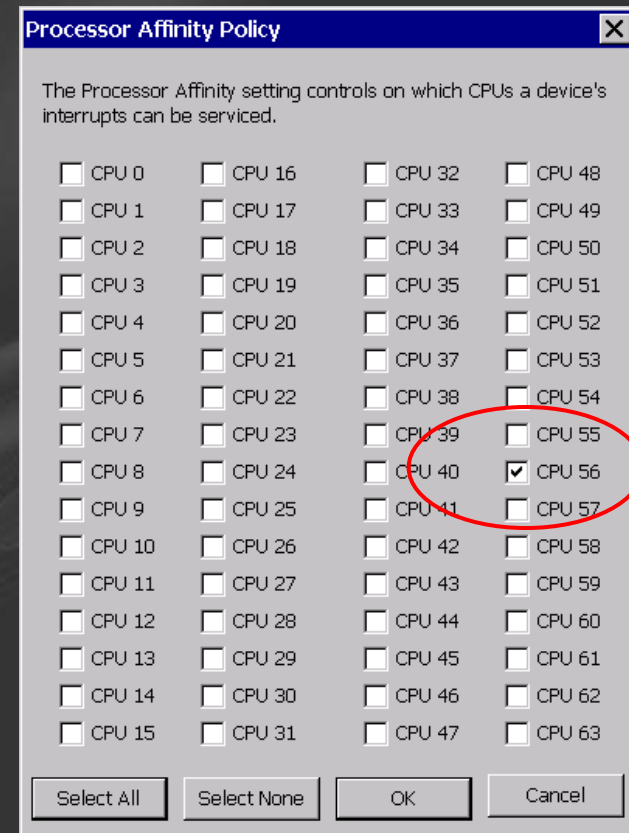 Processor Affinity Policy
The Processor Affinity setting controls on which CPUs a device's
interrupts can be serviced.
CPU 0 CPU 16 CPU 32 CPU 48
CPU 1 CPU 17 CPU 33 CPU 49
CPU 2 CPU 18 CPU 34 CPU 50
CPU 3 CPU 19 CPU 35 CPU 51
CPU 4 CPU 20 CPU 36 CPU 52
CPU 5 CPU 21 CPU 37 CPU 53
CPU 6 CPU 22 CPU 38 CPU 54
CPU 7 CPU 23 CPU 39 CPU 55
CPU 8 CPU 24 CPU 40 CPU 56
CPU 9 CPU 25 CPU 41 CPU 57
CPU 10 CPU 26 CPU 42 CPU 58
CPU 11 CPU 27 CPU 43 CPU 59
CPU 12 CPU 28 CPU 44 CPU 60
CPU 13 CPU 29 CPU 45 CPU 61
CPU 14 CPU 30 CPU 46 CPU 62
CPU 15 CPU 31 CPU 47 CPU 63
Select All Select None OK Cancel